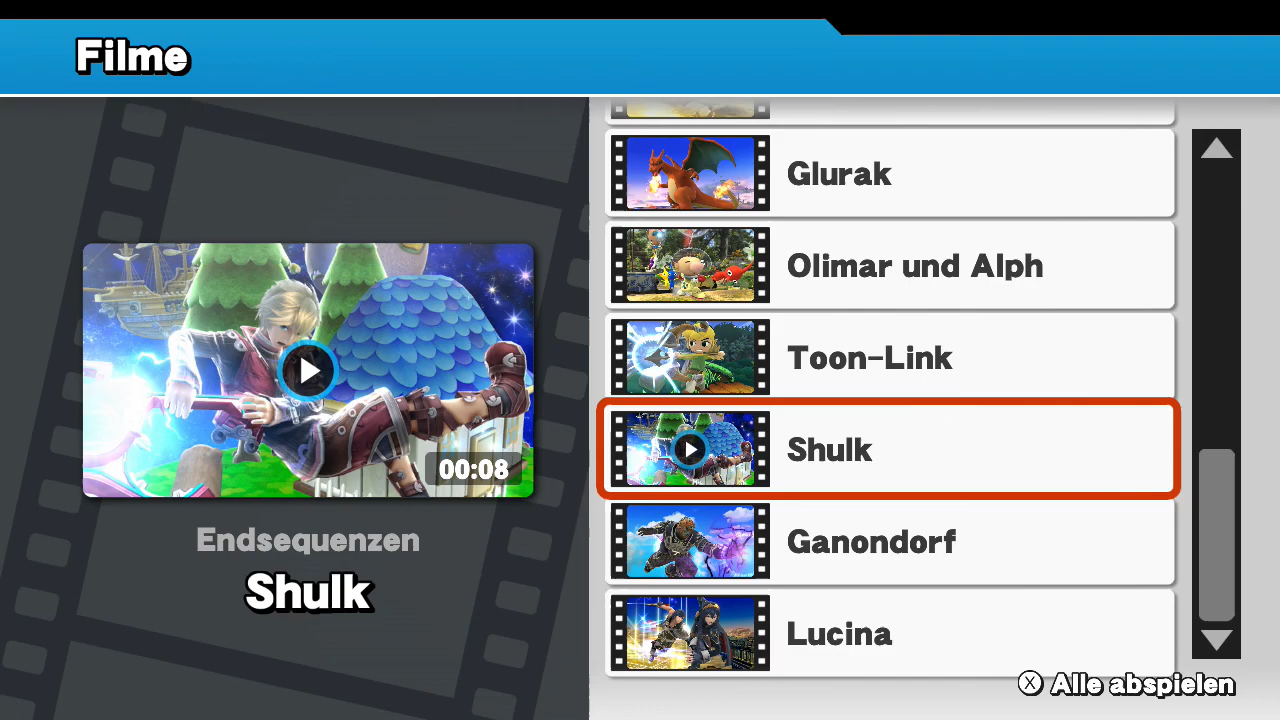 Filme
00:08
Endsequenzen
Shulk
Glurak
Olimar und Alph
Toon-Link
Shulk
Ganondorf
Lucina
X Alle abspielen